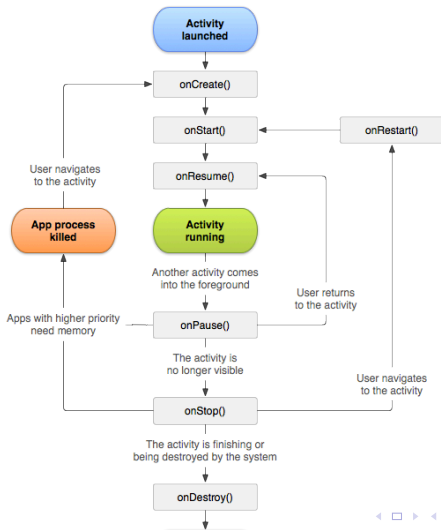 Activity
launched
onCreate()
onStart()
onRestart()
User navigates
to the activity
onResume()
App process
killed
Activity
running
Another activity comes
into the foreground
User returns
to the activity
Apps with higher priority
need memory
onPause()
The activity is
no longer visible
User navigates
to the activity
onStop()
The activity is finishing or
being destroyed by the system
onDestroy()